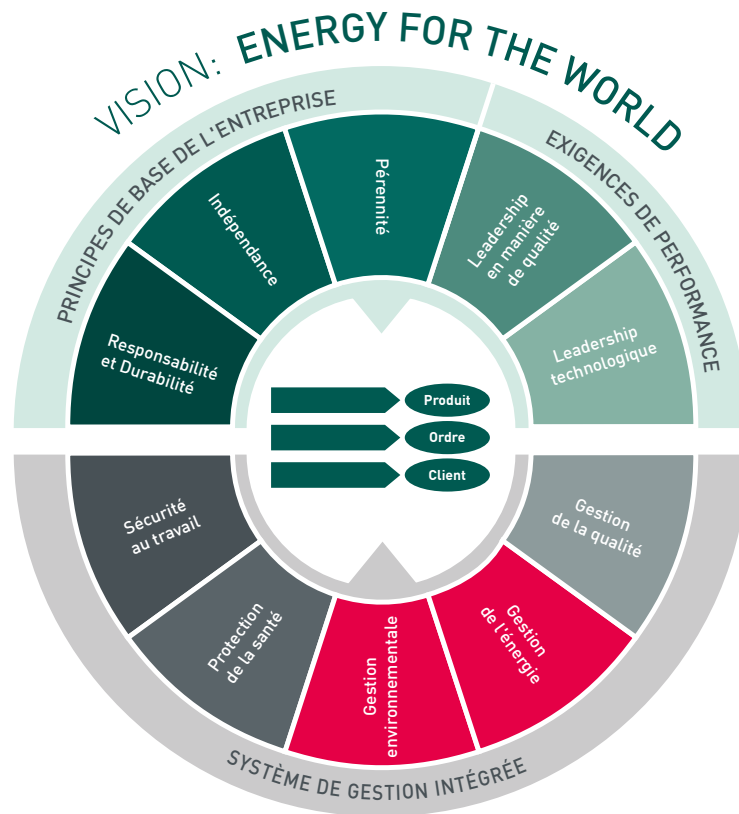 VISION: ENERGY FOR THE WORLD
PRINCIPES DE BASE DE L'ENTREPRISE
EXIGENCES DE PERFORMANCE
Responsabilité
et Durabilité
Indépendance
Pérennité
Leadership
en manière
de qualité
Leadership
technologique
Produit
Ordre
Client
Sécurité
au travail
Protection
de la santé
Gestion
environnementale
Gestion
de l'énergie
Gestion
de la qualité
SYSTÈME DE GESTION INTÉGRÉE